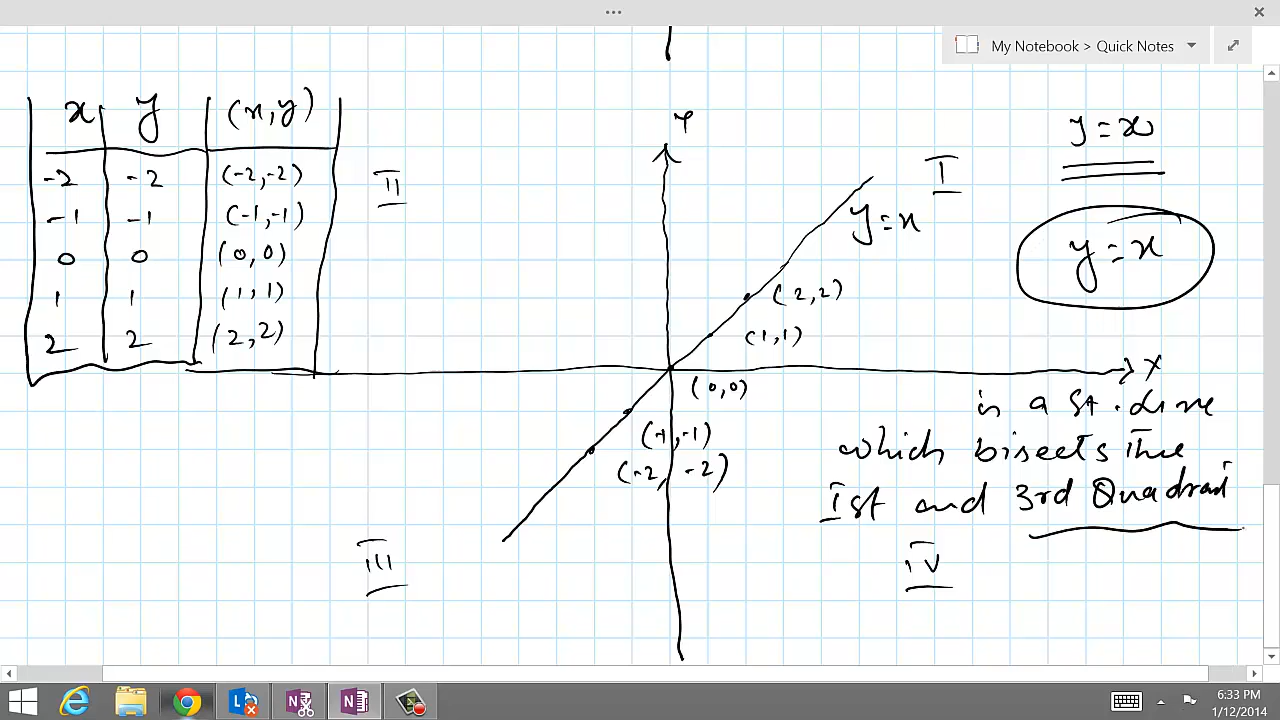 My Notebook > Quick Notes
x y (x,y)
-2 -2 (-2,-2)
-1 -1 (-1,-1)
0 0 (0,0)
1 1 (1,1)
2 2 (2,2)
II
Y
I
y=x
(2,2)
(1,1)
(0,0)
X
(-1,-1)
(-2,-2)
III
IV
y=x
y=x
is a st. line
which bisects the
Ist and 3rd Quadrant
6:33 PM
1/12/2014